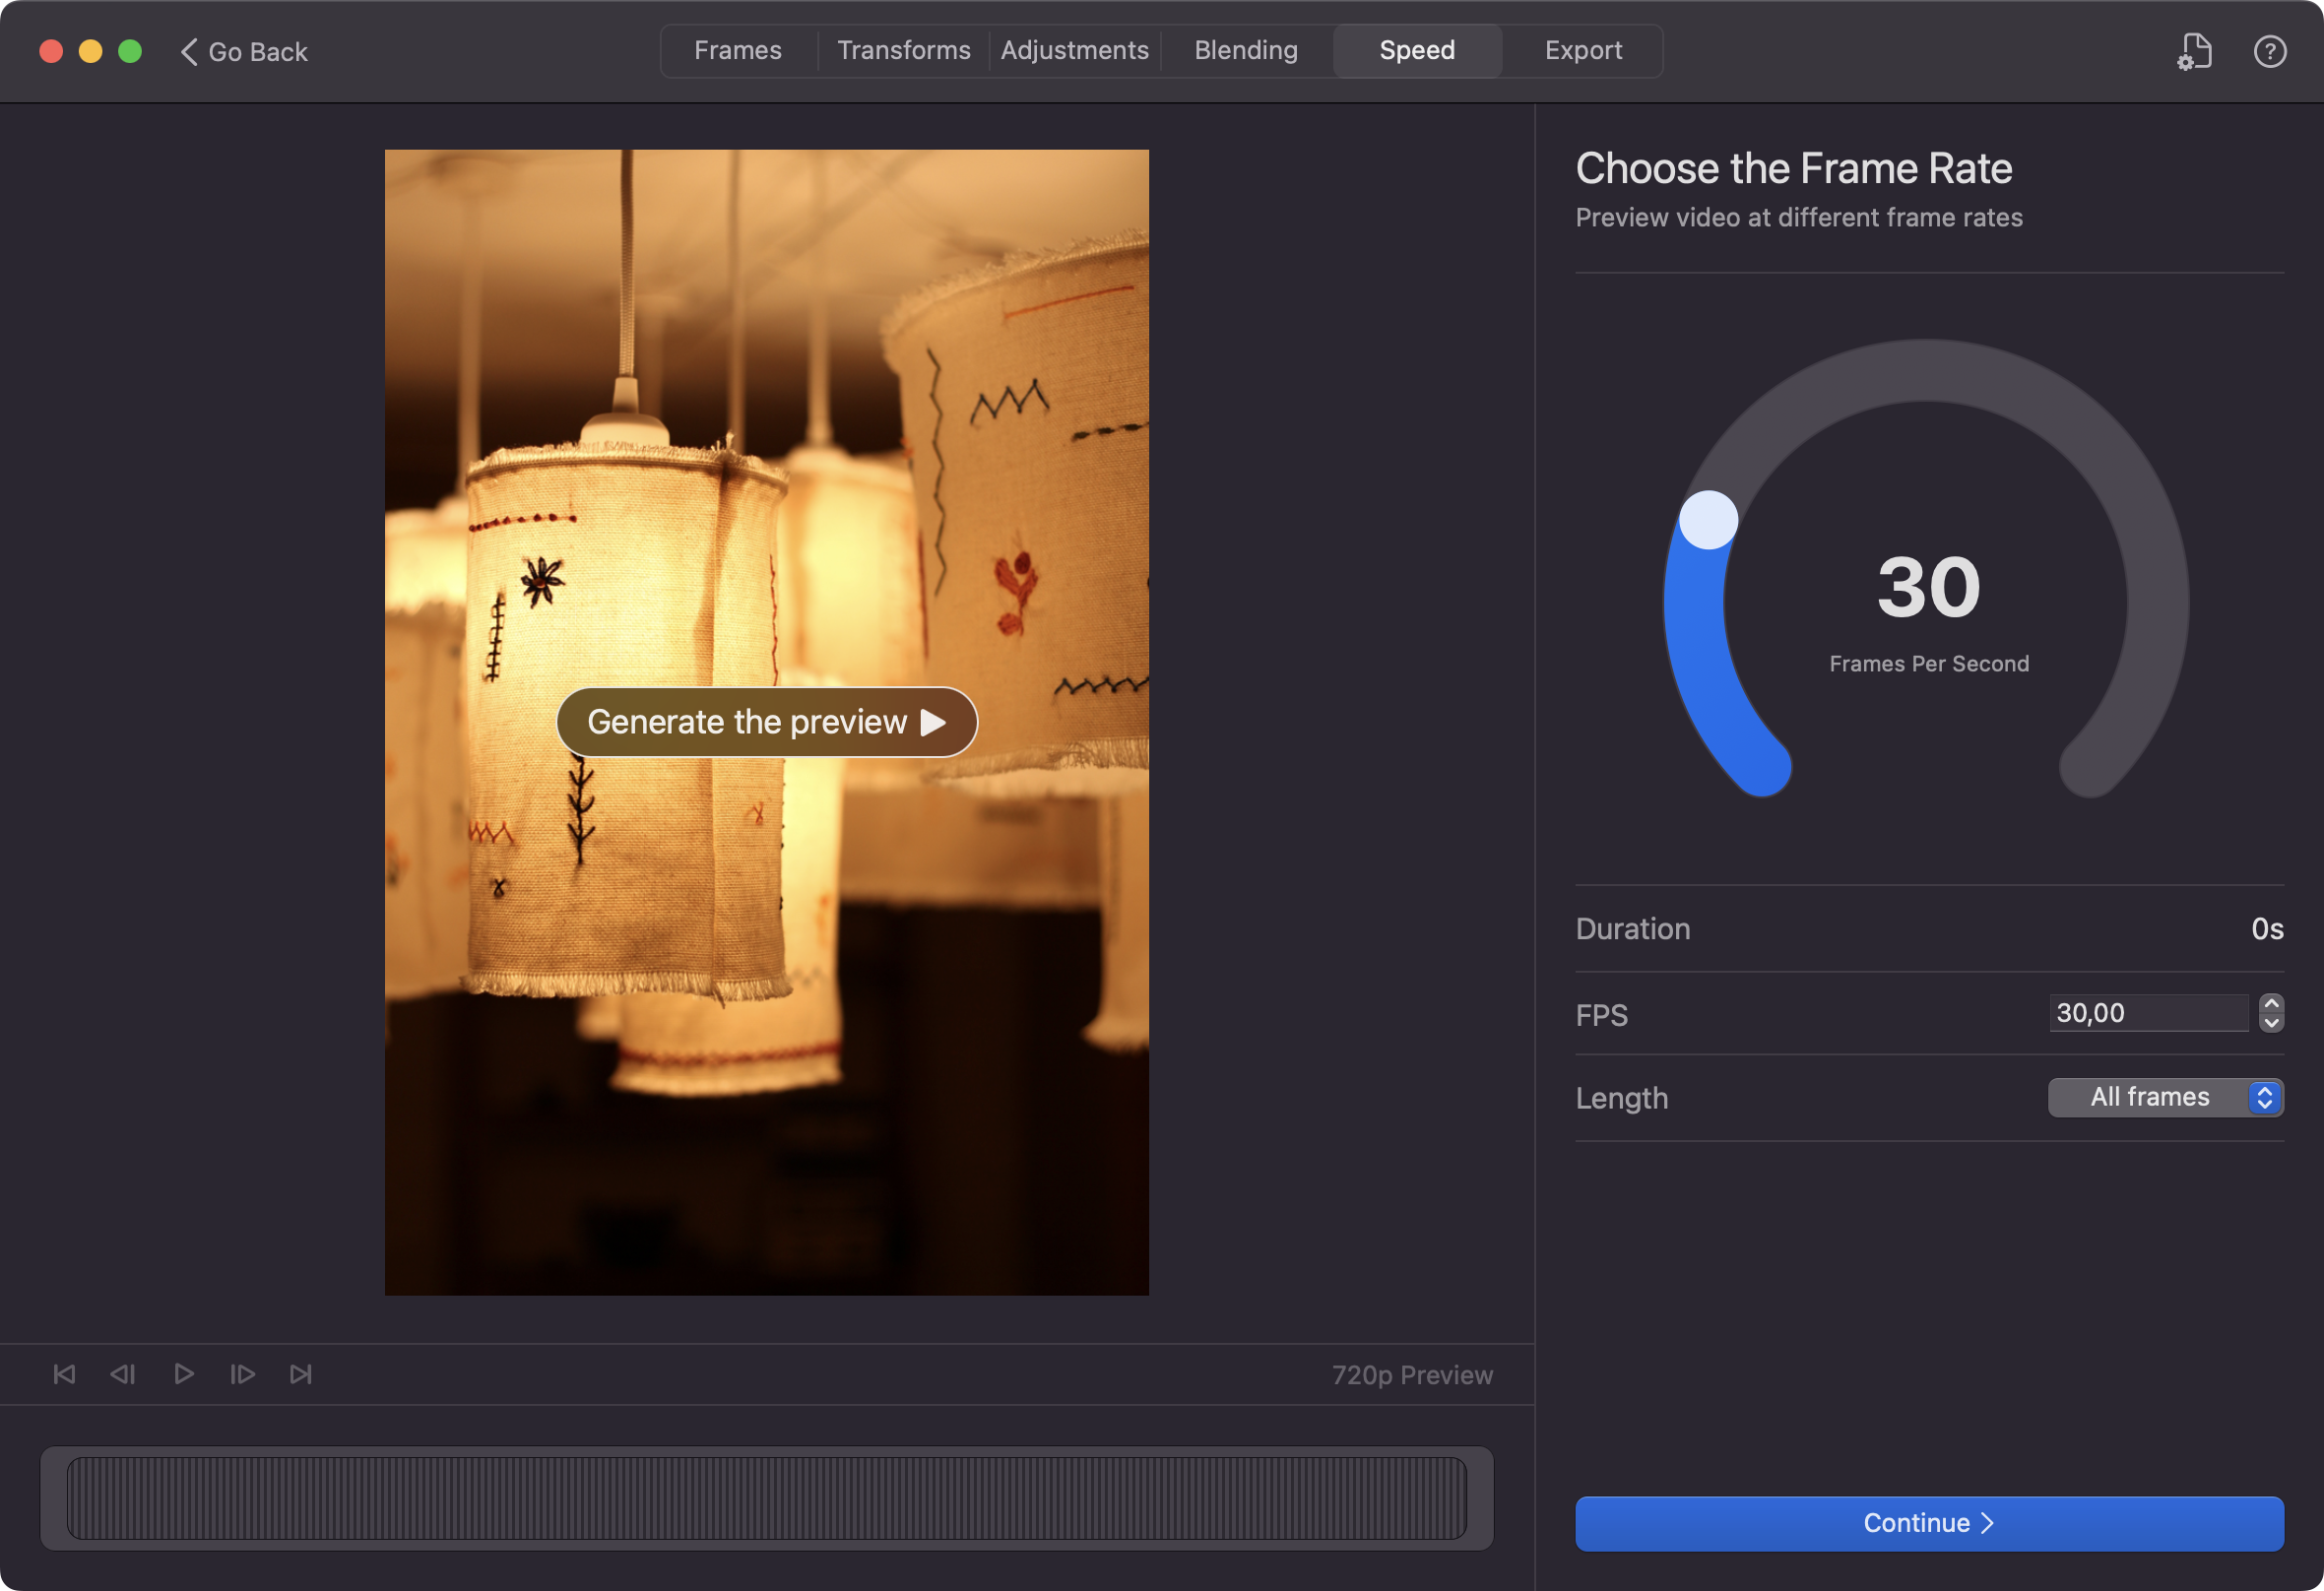 Go Back
Frames
Transforms
Adjustments
Blending
Speed
Export
?
Choose the Frame Rate
Preview video at different frame rates
30
Frames Per Second
Generate the preview
Duration
0s
FPS
30,00
Length
All frames
720p Preview
Continue